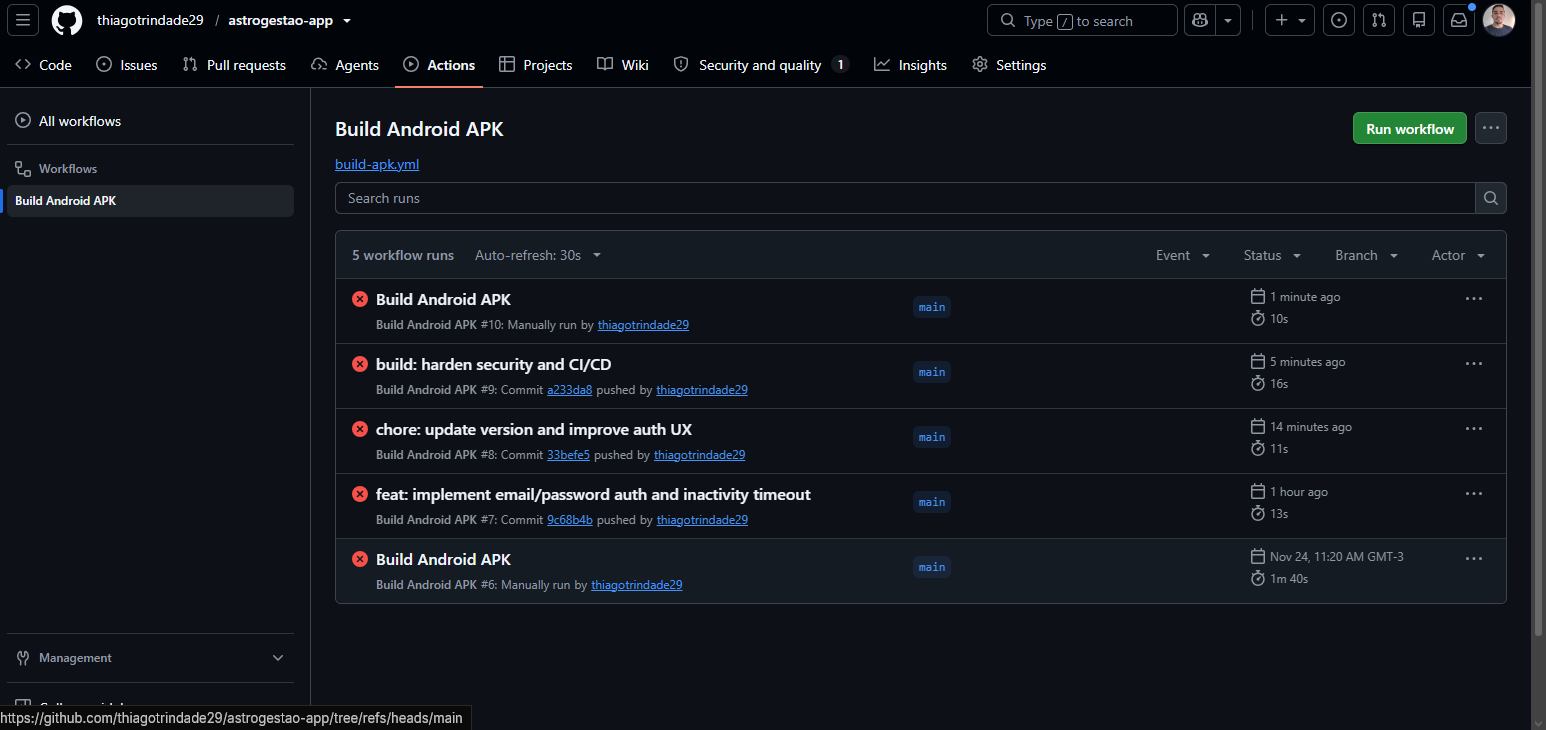 thiagotrindade29 / astrogestao-app
Type / to search
Code
Issues
Pull requests
Agents
Actions
Projects
Wiki
Security and quality 1
Insights
Settings
All workflows
Workflows
Build Android APK
Management
Build Android APK
Run workflow
build-apk.yml
Search runs
5 workflow runs
Auto-refresh: 30s
Event
Status
Branch
Actor
Build Android APK
Build Android APK #10: Manually run by thiagotrindade29
main
1 minute ago
10s
build: harden security and CI/CD
Build Android APK #9: Commit a233da8 pushed by thiagotrindade29
main
5 minutes ago
16s
chore: update version and improve auth UX
Build Android APK #8: Commit 33befe5 pushed by thiagotrindade29
main
14 minutes ago
11s
feat: implement email/password auth and inactivity timeout
Build Android APK #7: Commit 9c68b4b pushed by thiagotrindade29
main
1 hour ago
13s
Build Android APK
Build Android APK #6: Manually run by thiagotrindade29
main
Nov 24, 11:20 AM GMT-3
1m 40s
https://github.com/thiagotrindade29/astrogestao-app/tree/refs/heads/main